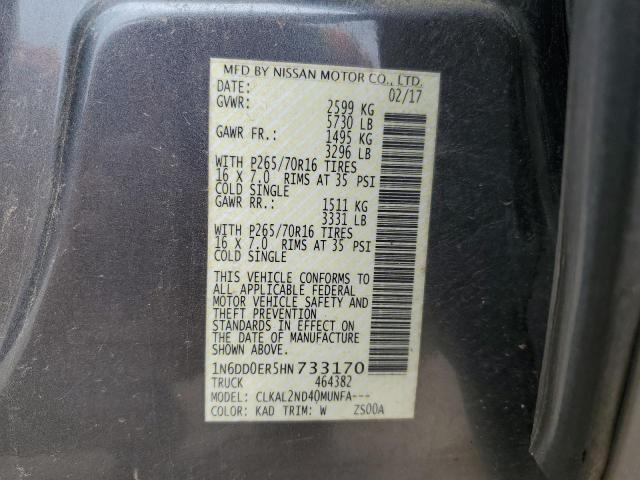 MFD BY NISSAN MOTOR CO., LTD.
DATE: 02/17
GVWR: 2599 KG
5730 LB
GAWR FR.: 1495 KG
3296 LB
WITH P265/70R16 TIRES
16 X 7.0 RIMS AT 35 PSI
COLD SINGLE
GAWR RR.: 1511 KG
3331 LB
WITH P265/70R16 TIRES
16 X 7.0 RIMS AT 35 PSI
COLD SINGLE
THIS VEHICLE CONFORMS TO
ALL APPLICABLE FEDERAL
MOTOR VEHICLE SAFETY AND
THEFT PREVENTION
STANDARDS IN EFFECT ON
THE DATE OF MANUFACTURE
SHOWN ABOVE.
1N6DD0ER5HN733170
TRUCK 464382
MODEL: CLKAL2ND40MUNFA---
COLOR: KAD TRIM: W ZS00A